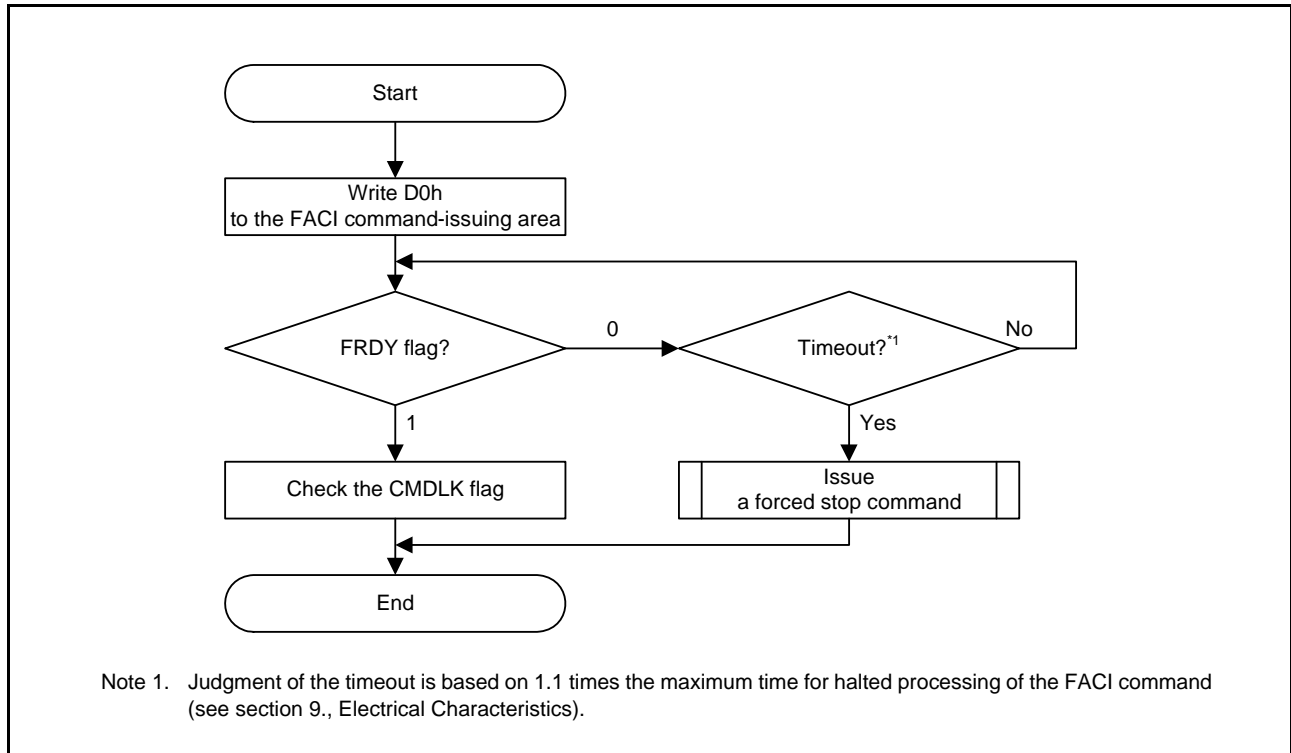 Start
Write D0h
to the FACI command-issuing area
FRDY flag?
0
Timeout?*1
No
1
Yes
Check the CMDLK flag
Issue
a forced stop command
End
Note 1. Judgment of the timeout is based on 1.1 times the maximum time for halted processing of the FACI command
(see section 9., Electrical Characteristics).